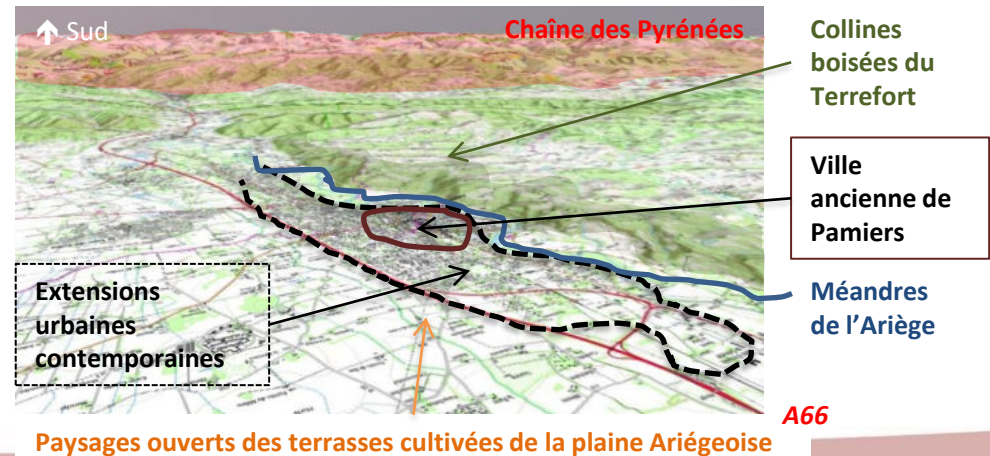 Sud
Chaîne des Pyrénées
Collines
boisées du
Terrefort
Ville
ancienne de
Pamiers
Extensions
urbaines
contemporaines
Méandres
de l’Ariège
A66
Paysages ouverts des terrasses cultivées de la plaine Ariégeoise